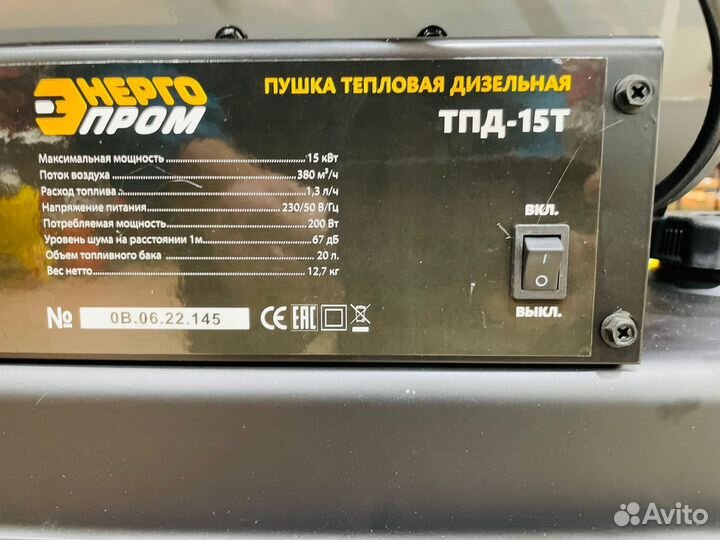 ЭНЕРГО
ПРОМ
ПУШКА ТЕПЛОВАЯ ДИЗЕЛЬНАЯ
ТПД-15Т
Максимальная мощность 15 кВт
Поток воздуха 380 м³/ч
Расход топлива 1,3 л/ч
Напряжение питания 230/50 В/Гц
Потребляемая мощность 200 Вт
Уровень шума на расстоянии 1м 67 дБ
Объем топливного бака 20 л.
Вес нетто 12,7 кг
№ 0В.06.22.145 CE EAC
ВКЛ.
I
O
ВЫКЛ.
Avito